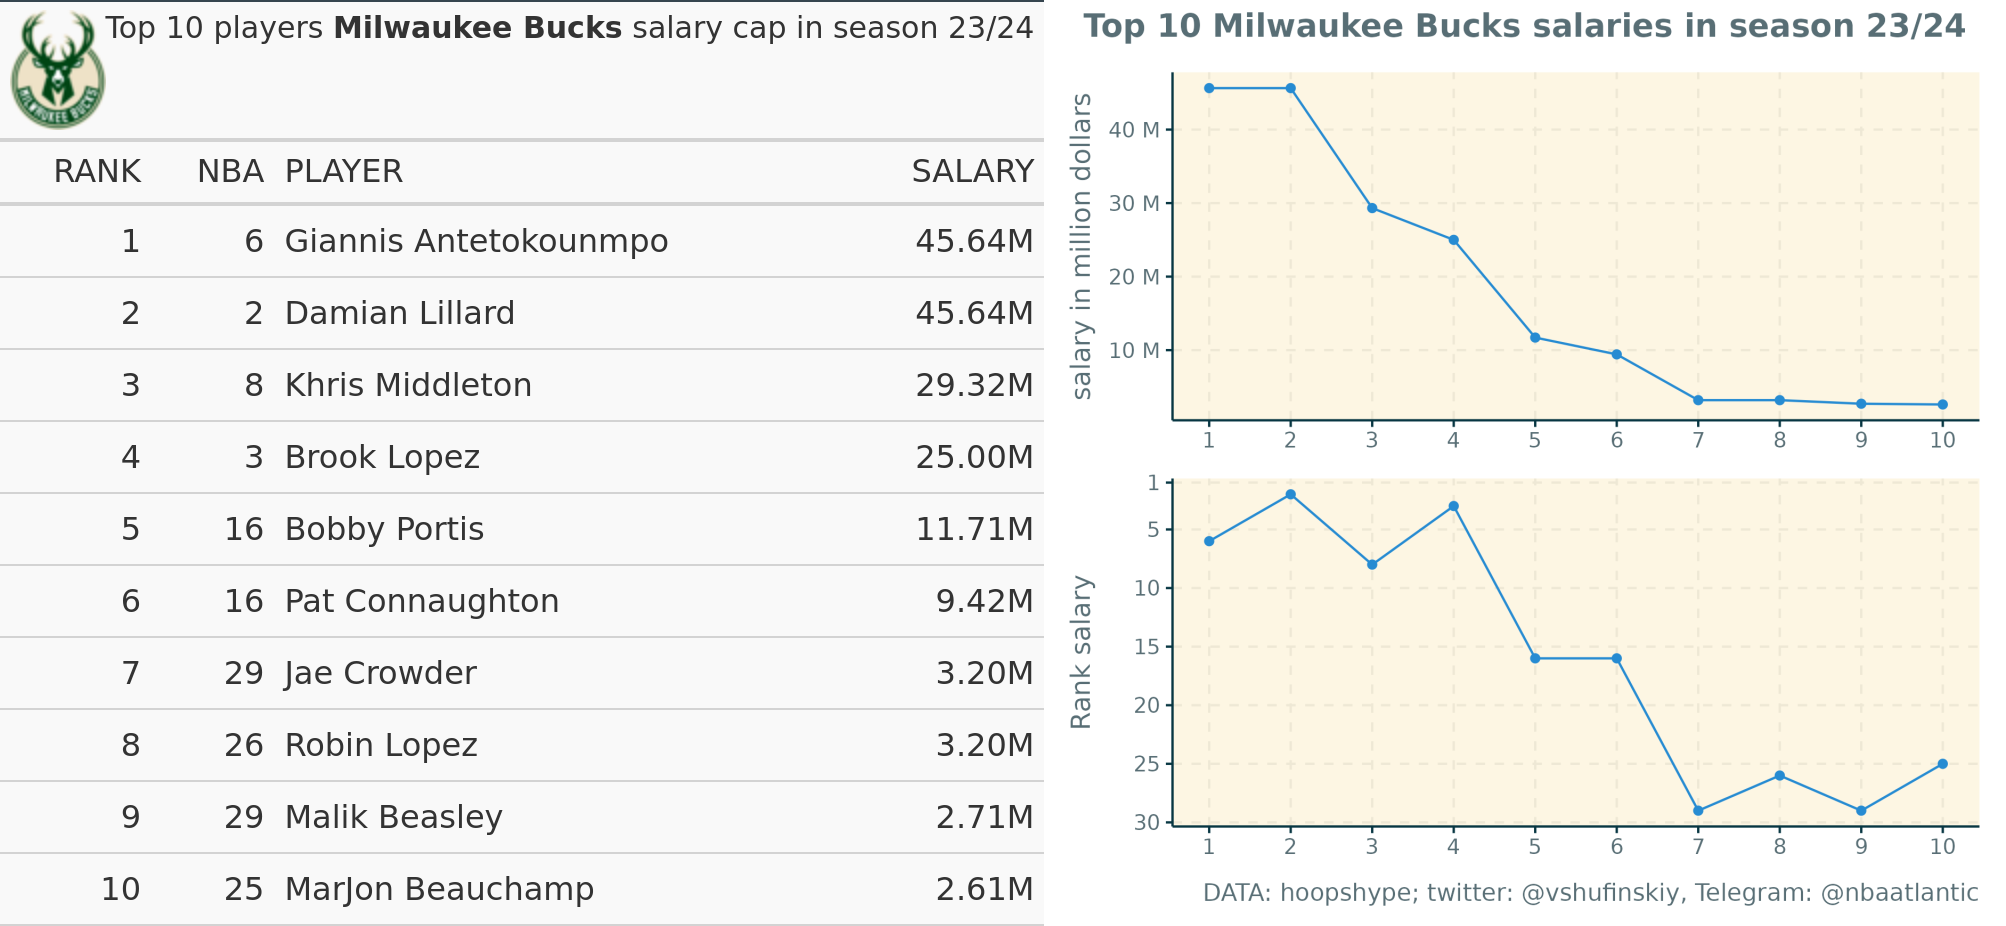 Top 10 players Milwaukee Bucks salary cap in season 23/24
MILWAUKEE BUCKS
RANK NBA PLAYER SALARY
1 6 Giannis Antetokounmpo 45.64M
2 2 Damian Lillard 45.64M
3 8 Khris Middleton 29.32M
4 3 Brook Lopez 25.00M
5 16 Bobby Portis 11.71M
6 16 Pat Connaughton 9.42M
7 29 Jae Crowder 3.20M
8 26 Robin Lopez 3.20M
9 29 Malik Beasley 2.71M
10 25 MarJon Beauchamp 2.61M
Top 10 Milwaukee Bucks salaries in season 23/24
salary in million dollars
40 M
30 M
20 M
10 M
1 2 3 4 5 6 7 8 9 10
Rank salary
1
5
10
15
20
25
30
1 2 3 4 5 6 7 8 9 10
DATA: hoopshype; twitter: @vshufinskiy, Telegram: @nbaatlantic